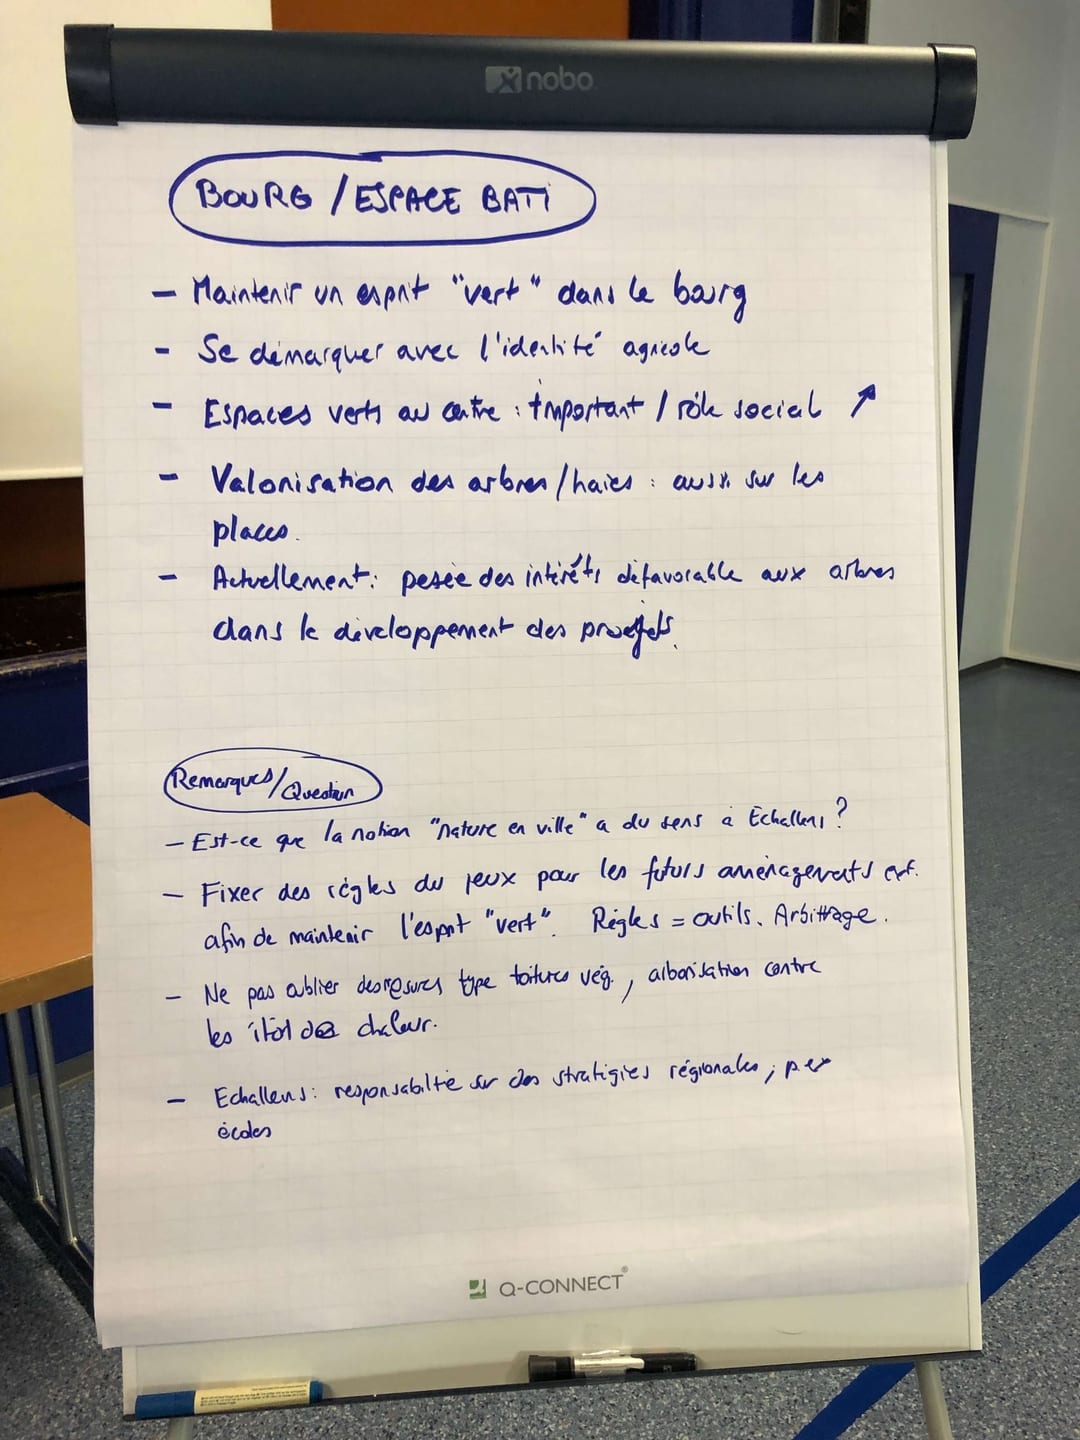 nobo
BOURG / ESPACE BATI
- Maintenir un esprit "vert" dans le bourg
- Se démarquer avec l'identité agricole
- Espaces verts au centre : important / rôle social ↗
- Valorisation des arbres/haies : aussi sur les
places.
- Actuellement : pesée des intérêts défavorable aux arbres
dans le développement des projets.
Remarques/Question
- Est-ce que la notion "nature en ville" a du sens à Echallens ?
- Fixer des règles du jeux pour les futurs aménagements ext.
afin de maintenir l'esprit "vert". Règles = outils. Arbitrage.
- Ne pas oublier des mesures type toitures vég., arborisation contre
les îlot de chaleur.
- Echallens : responsabilité sur des stratégies régionales ; p ex
écoles
Q-CONNECT®